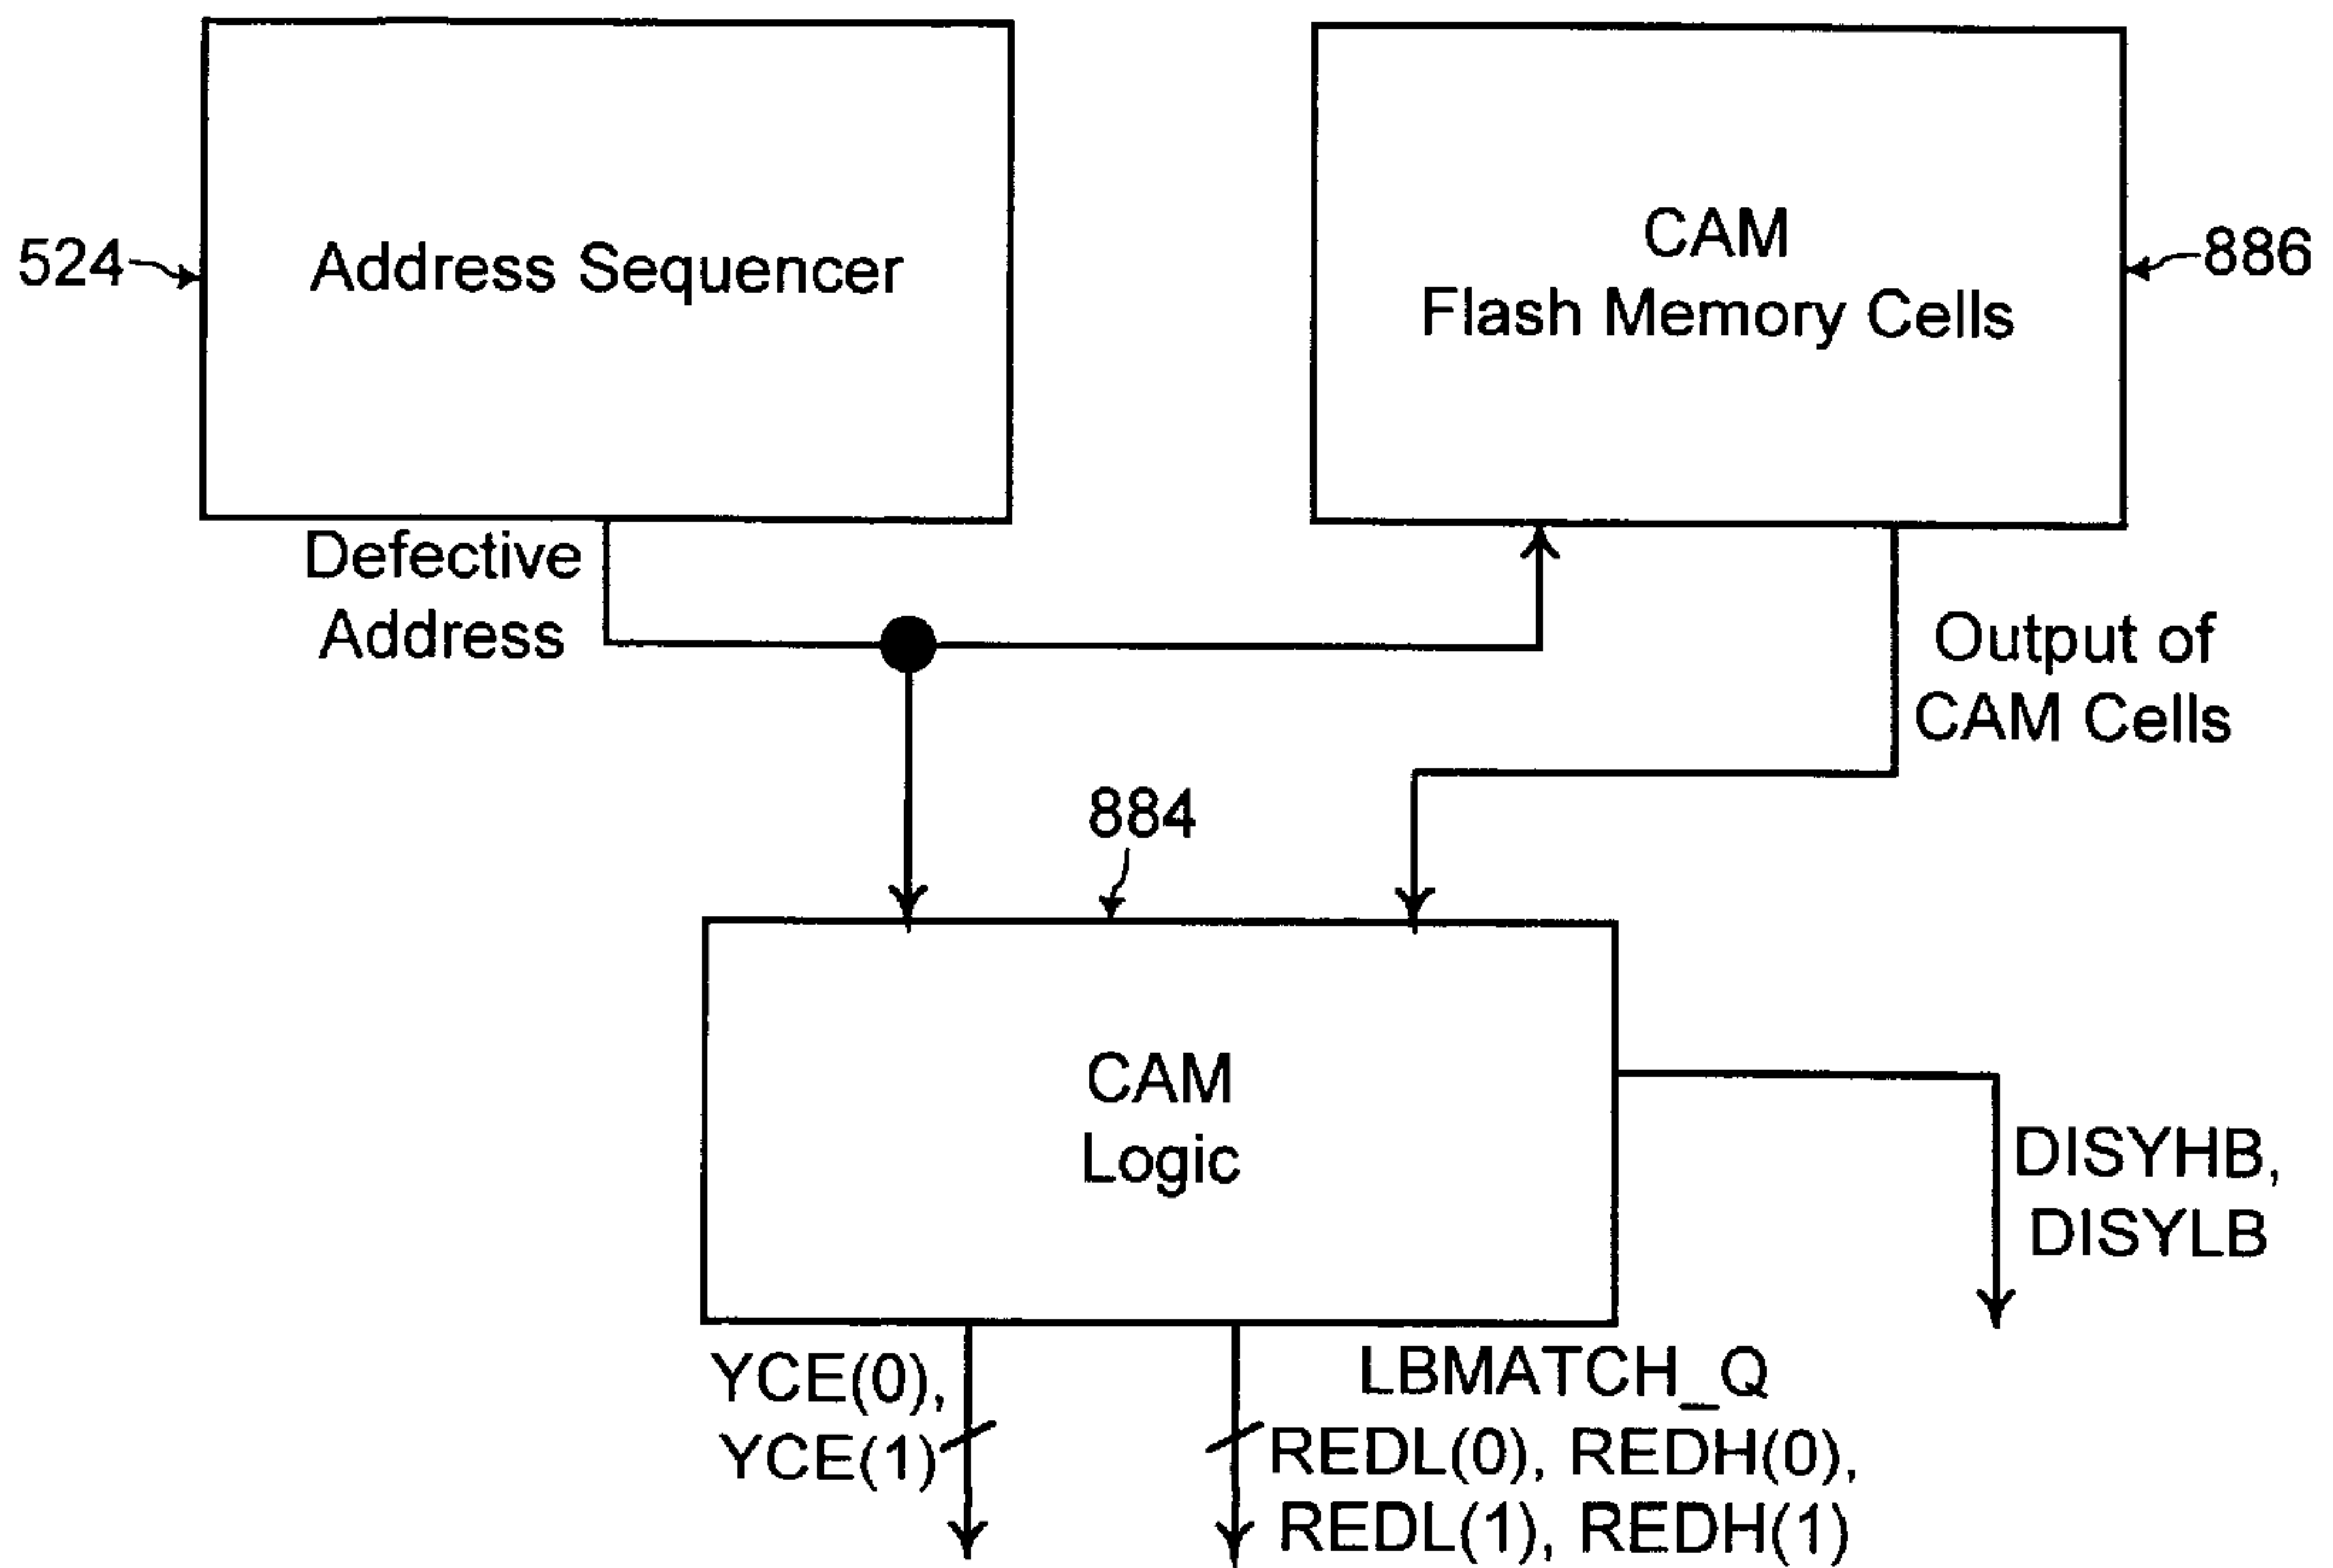 524
Address Sequencer
CAM
Flash Memory Cells
886
Defective
Address
Output of
CAM Cells
884
CAM
Logic
DISYHB,
DISYLB
YCE(0),
YCE(1)
LBMATCH_Q
REDL(0), REDH(0),
REDL(1), REDH(1)